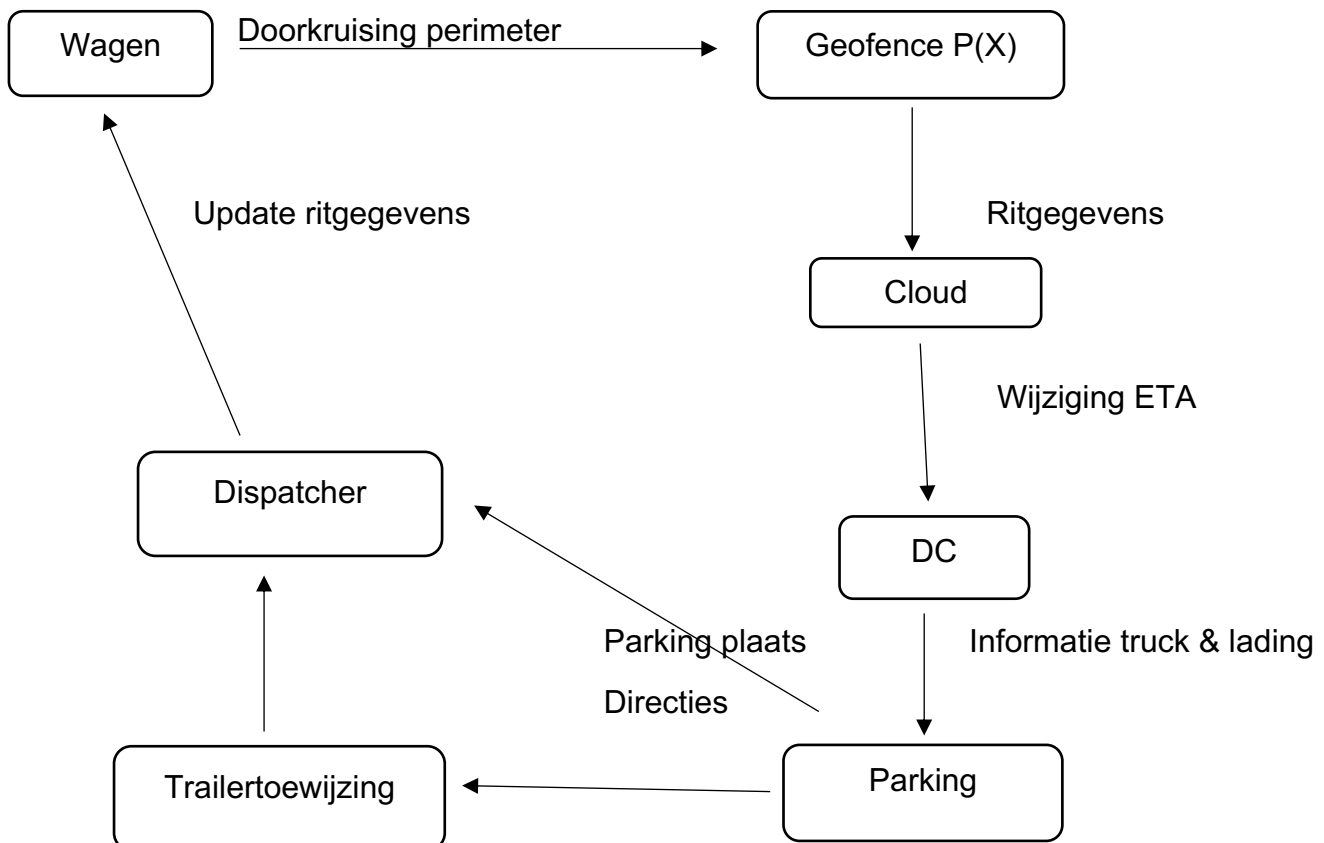 Wagen
Doorkruising perimeter
Geofence P(X)
Update ritgegevens
Ritgegevens
Cloud
Wijziging ETA
Dispatcher
DC
Parking plaats
Informatie truck & lading
Directies
Trailertoewijzing
Parking